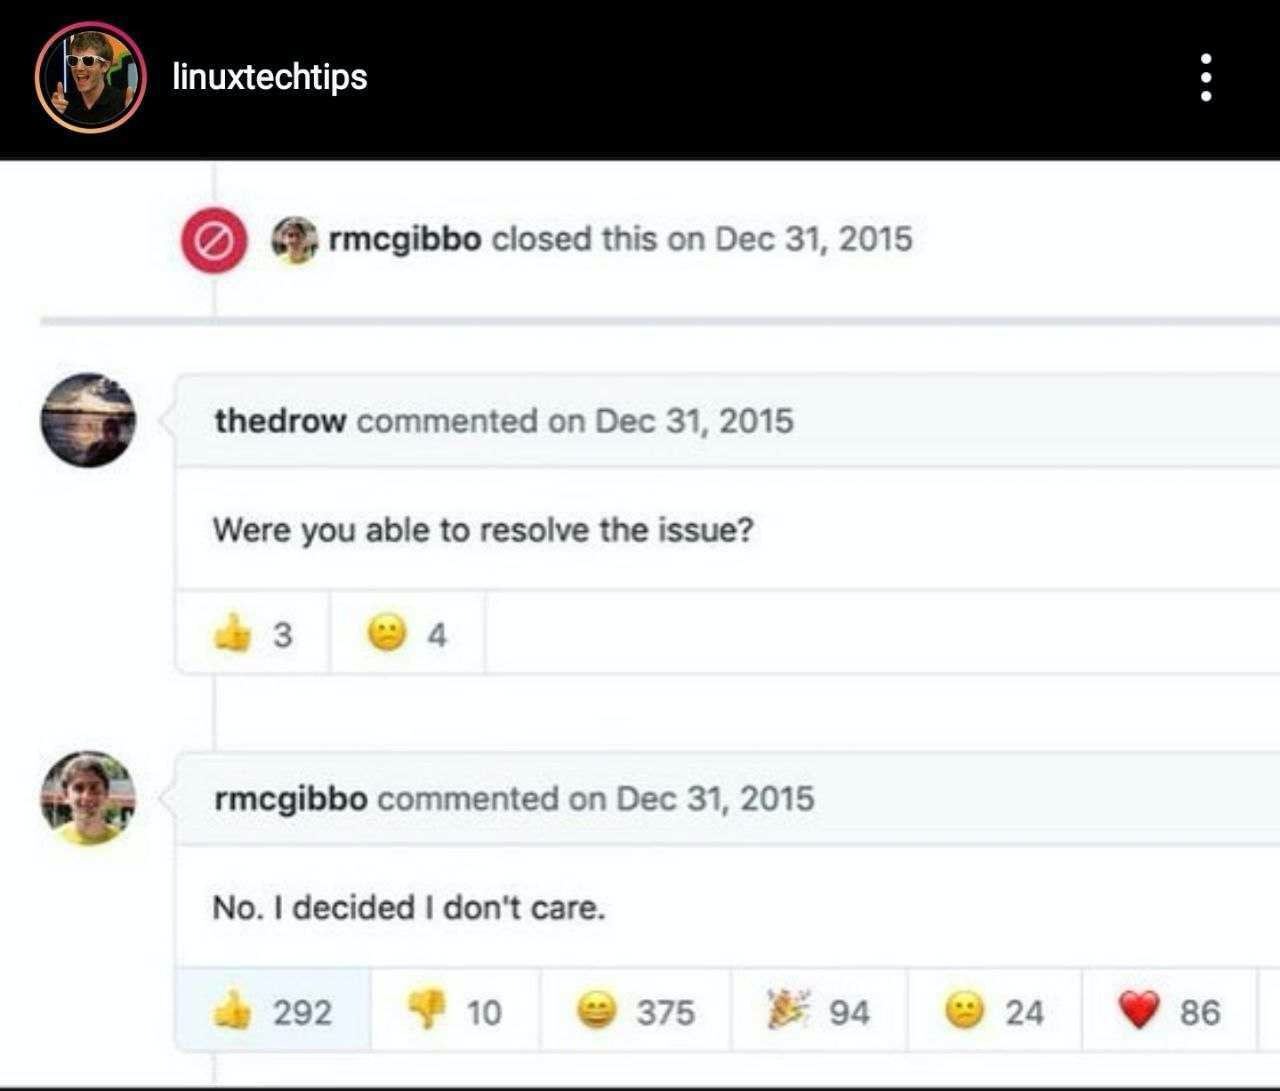 linuxtechtips
rmcgibbo closed this on Dec 31, 2015
thedrow commented on Dec 31, 2015
Were you able to resolve the issue?
👍 3 😕 4
rmcgibbo commented on Dec 31, 2015
No. I decided I don't care.
👍 292 👎 10 😄 375 🎉 94 😕 24 ❤️ 86